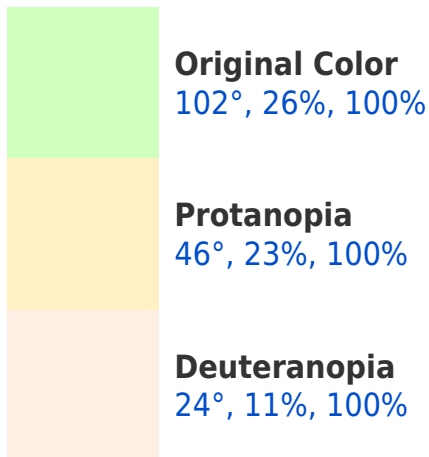 Original Color
102°, 26%, 100%
Protanopia
46°, 23%, 100%
Deuteranopia
24°, 11%, 100%